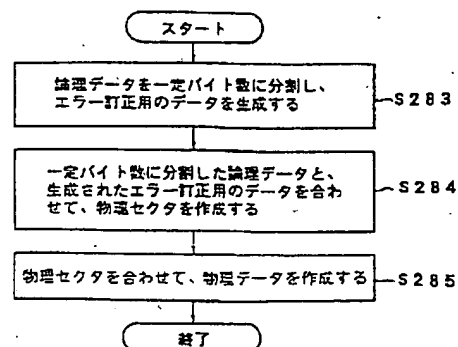 スタート
論理データを一定バイト数に分割し、
エラー訂正用のデータを生成する
S283
一定バイト数に分割した論理データと、
生成されたエラー訂正用のデータを合わ
せて、物理セクタを作成する
S284
物理セクタを合わせて、物理データを作成する
S285
終了